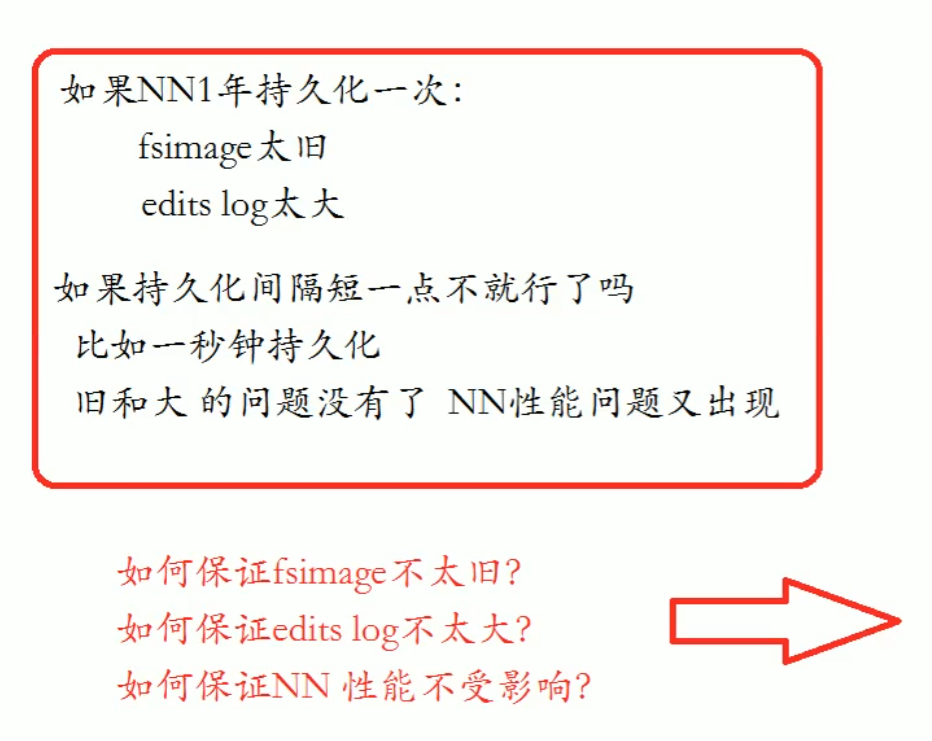 如果NN1年持久化一次：
fsimage太旧
edits log太大
如果持久化间隔短一点不就行了吗
比如一秒钟持久化
旧和大 的问题没有了 NN性能问题又出现
如何保证fsimage不太旧？
如何保证edits log不太大？
如何保证NN 性能不受影响？